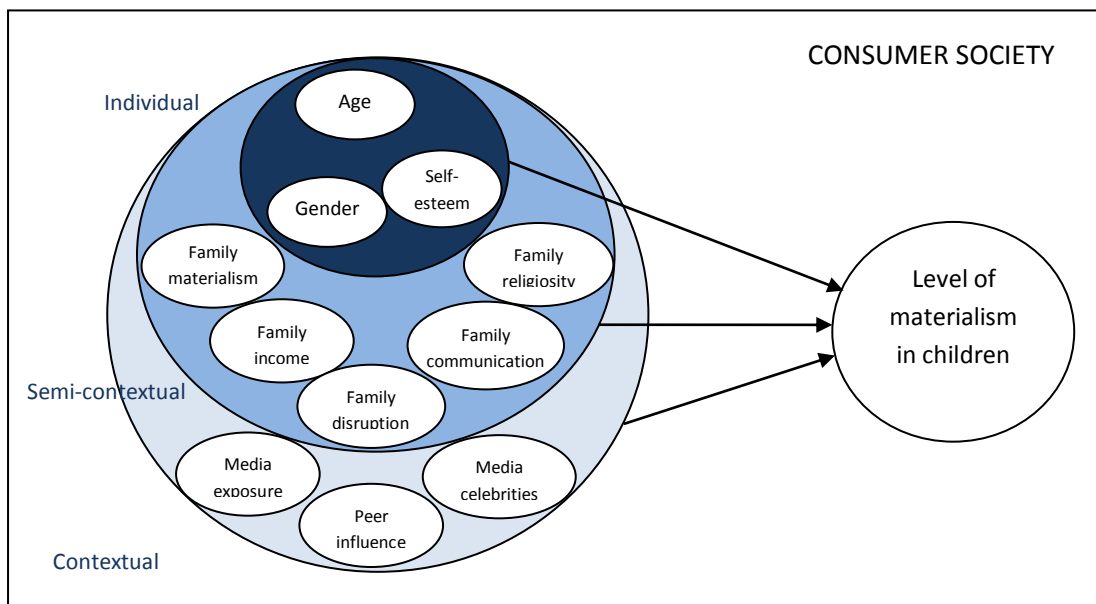 CONSUMER SOCIETY
Individual
Age
Self-
esteem
Gender
Family
materialism
Family
religiosity
Family
income
Family
communication
Level of
materialism
in children
Semi-contextual
Family
disruption
Media
exposure
Media
celebrities
Peer
influence
Contextual